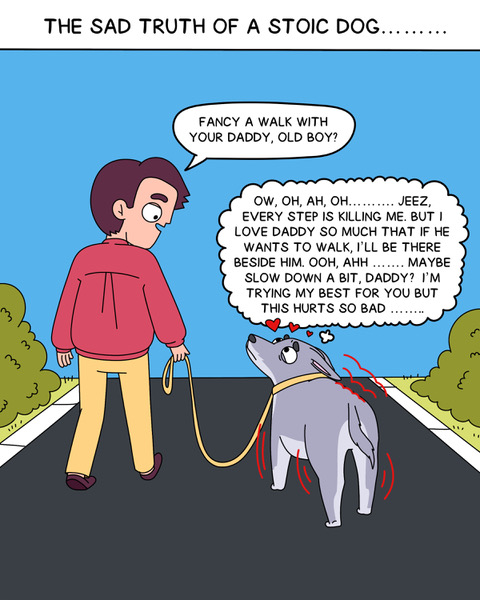 THE SAD TRUTH OF A STOIC DOG.........
FANCY A WALK WITH
YOUR DADDY, OLD BOY?
OW, OH, AH, OH.......... JEEZ,
EVERY STEP IS KILLING ME. BUT I
LOVE DADDY SO MUCH THAT IF HE
WANTS TO WALK, I'LL BE THERE
BESIDE HIM. OOH, AHH ....... MAYBE
SLOW DOWN A BIT, DADDY? I'M
TRYING MY BEST FOR YOU BUT
THIS HURTS SO BAD ........